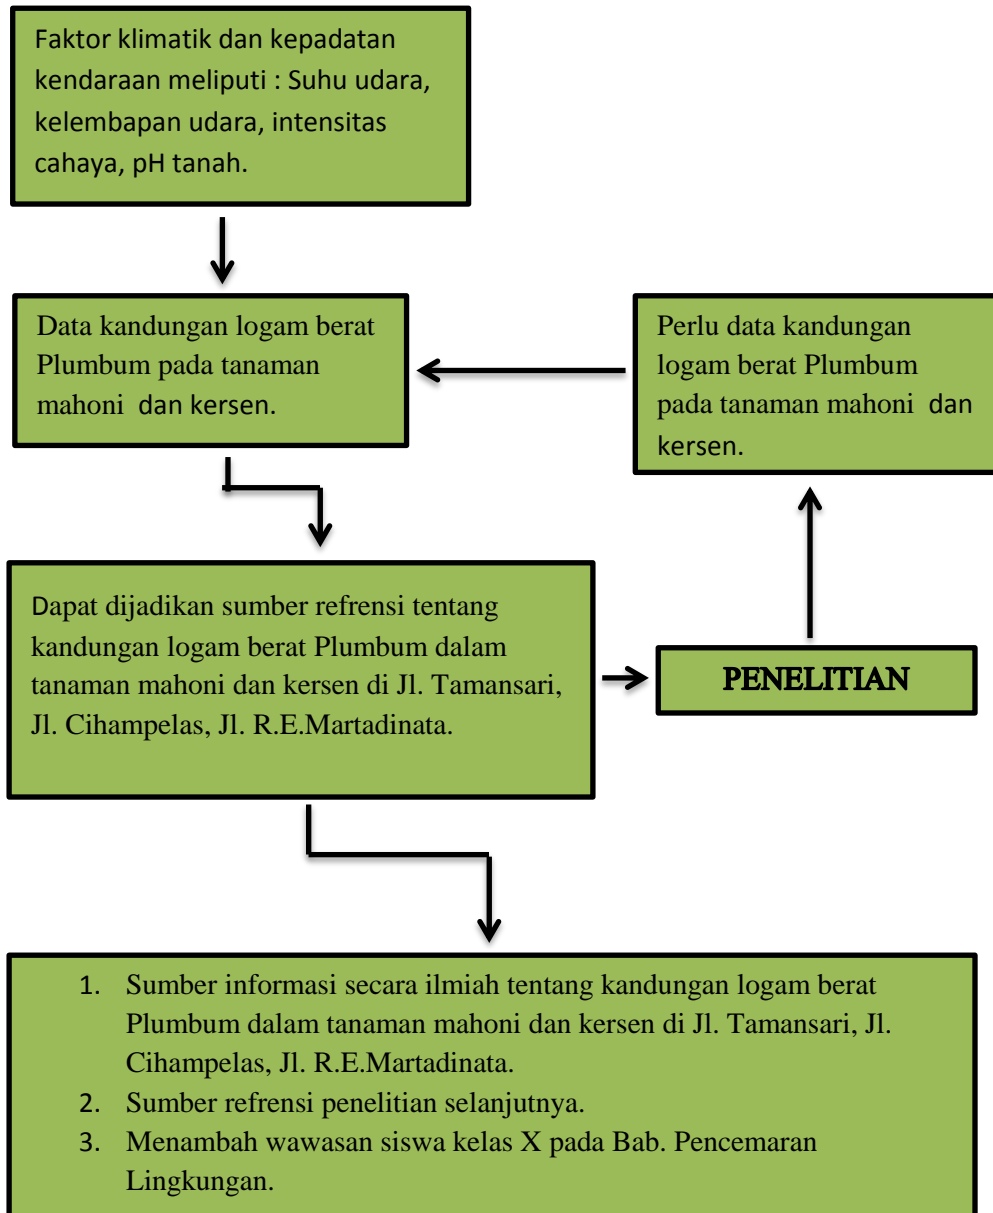 Faktor klimatik dan kepadatan
kendaraan meliputi : Suhu udara,
kelembapan udara, intensitas
cahaya, pH tanah.
Data kandungan logam berat
Plumbum pada tanaman
mahoni dan kersen.
Perlu data kandungan
logam berat Plumbum
pada tanaman mahoni dan
kersen.
Dapat dijadikan sumber refrensi tentang
kandungan logam berat Plumbum dalam
tanaman mahoni dan kersen di Jl. Tamansari,
Jl. Cihampelas, Jl. R.E.Martadinata.
PENELITIAN
1. Sumber informasi secara ilmiah tentang kandungan logam berat
Plumbum dalam tanaman mahoni dan kersen di Jl. Tamansari, Jl.
Cihampelas, Jl. R.E.Martadinata.
2. Sumber refrensi penelitian selanjutnya.
3. Menambah wawasan siswa kelas X pada Bab. Pencemaran
Lingkungan.